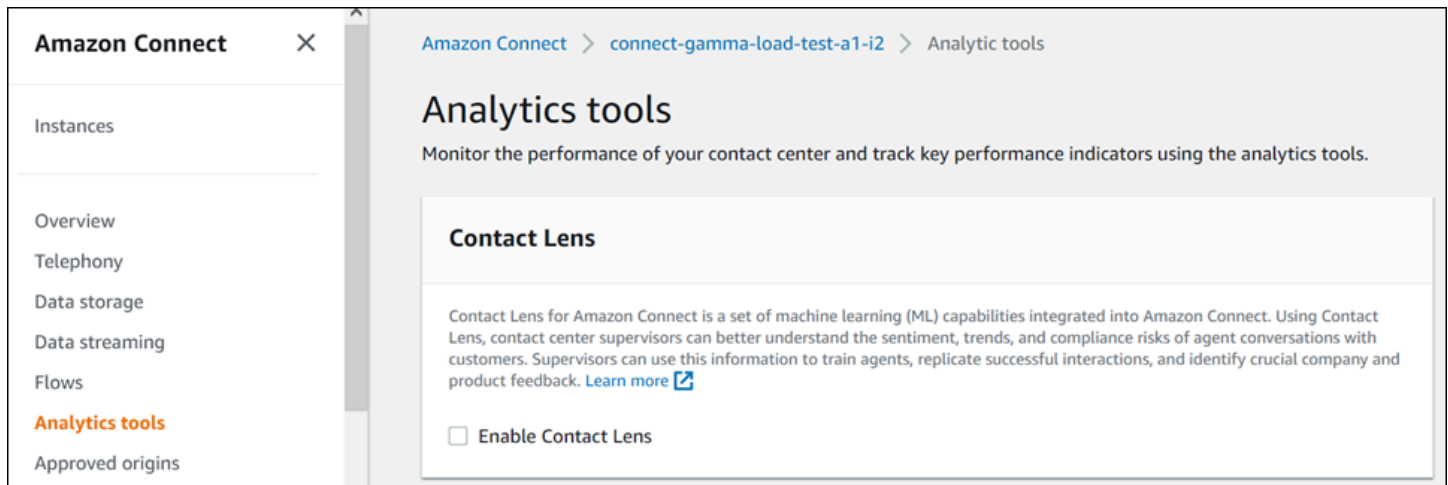 Amazon Connect
Instances
Overview
Telephony
Data storage
Data streaming
Flows
Analytics tools
Approved origins
Amazon Connect > connect-gamma-load-test-a1-i2 > Analytic tools
Analytics tools
Monitor the performance of your contact center and track key performance indicators using the analytics tools.
Contact Lens
Contact Lens for Amazon Connect is a set of machine learning (ML) capabilities integrated into Amazon Connect. Using Contact
Lens, contact center supervisors can better understand the sentiment, trends, and compliance risks of agent conversations with
customers. Supervisors can use this information to train agents, replicate successful interactions, and identify crucial company and
product feedback. Learn more
Enable Contact Lens